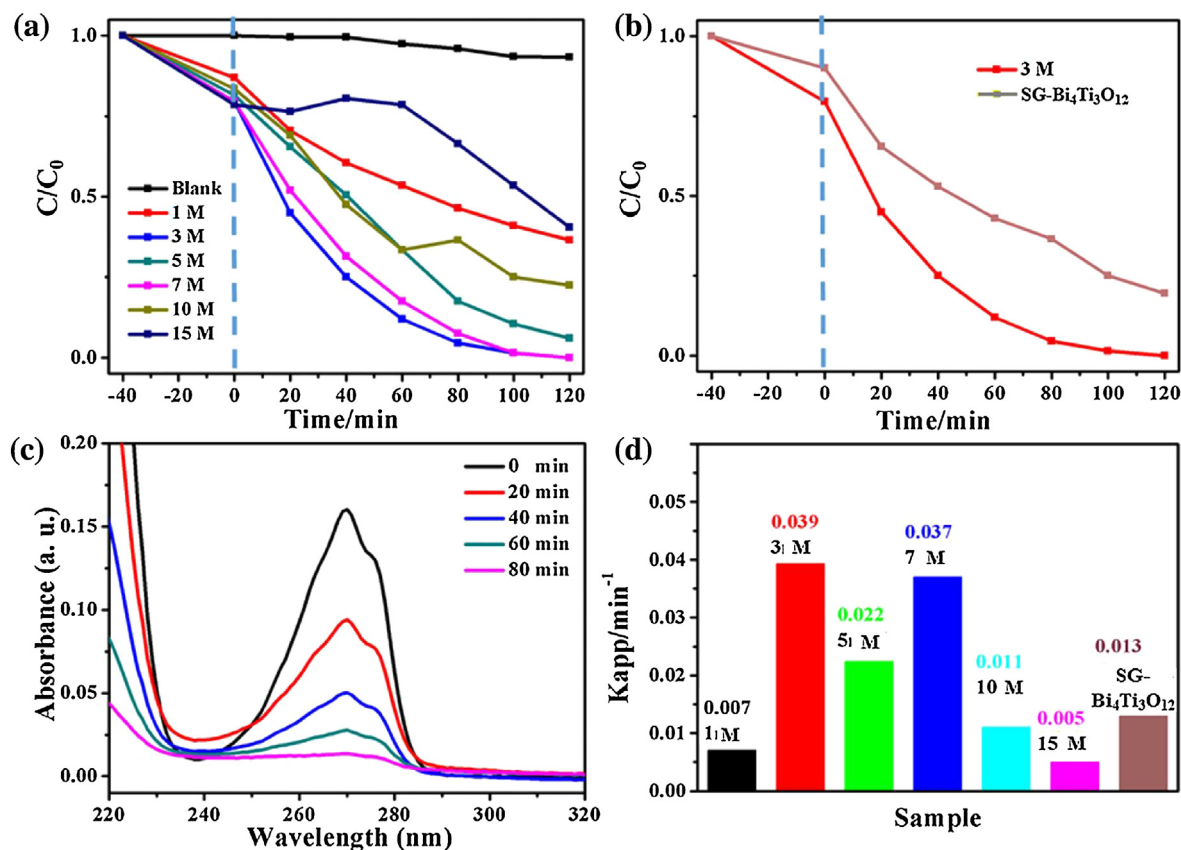 (a)
1.0
0.5
0.0
C/C0
Blank
1 M
3 M
5 M
7 M
10 M
15 M
-40 -20 0 20 40 60 80 100 120
Time/min
(b)
1.0
0.5
0.0
C/C0
3 M
SG-Bi4Ti3O12
-40 -20 0 20 40 60 80 100 120
Time/min
(c)
0.20
0.15
0.10
0.05
0.00
Absorbance (a. u.)
0 min
20 min
40 min
60 min
80 min
220 240 260 280 300 320
Wavelength (nm)
(d)
0.05
0.04
0.03
0.02
0.01
0.00
Kapp/min-1
0.007
1 M
0.039
3 M
0.022
5 M
0.037
7 M
0.011
10 M
0.005
15 M
0.013
SG-
Bi4Ti3O12
Sample